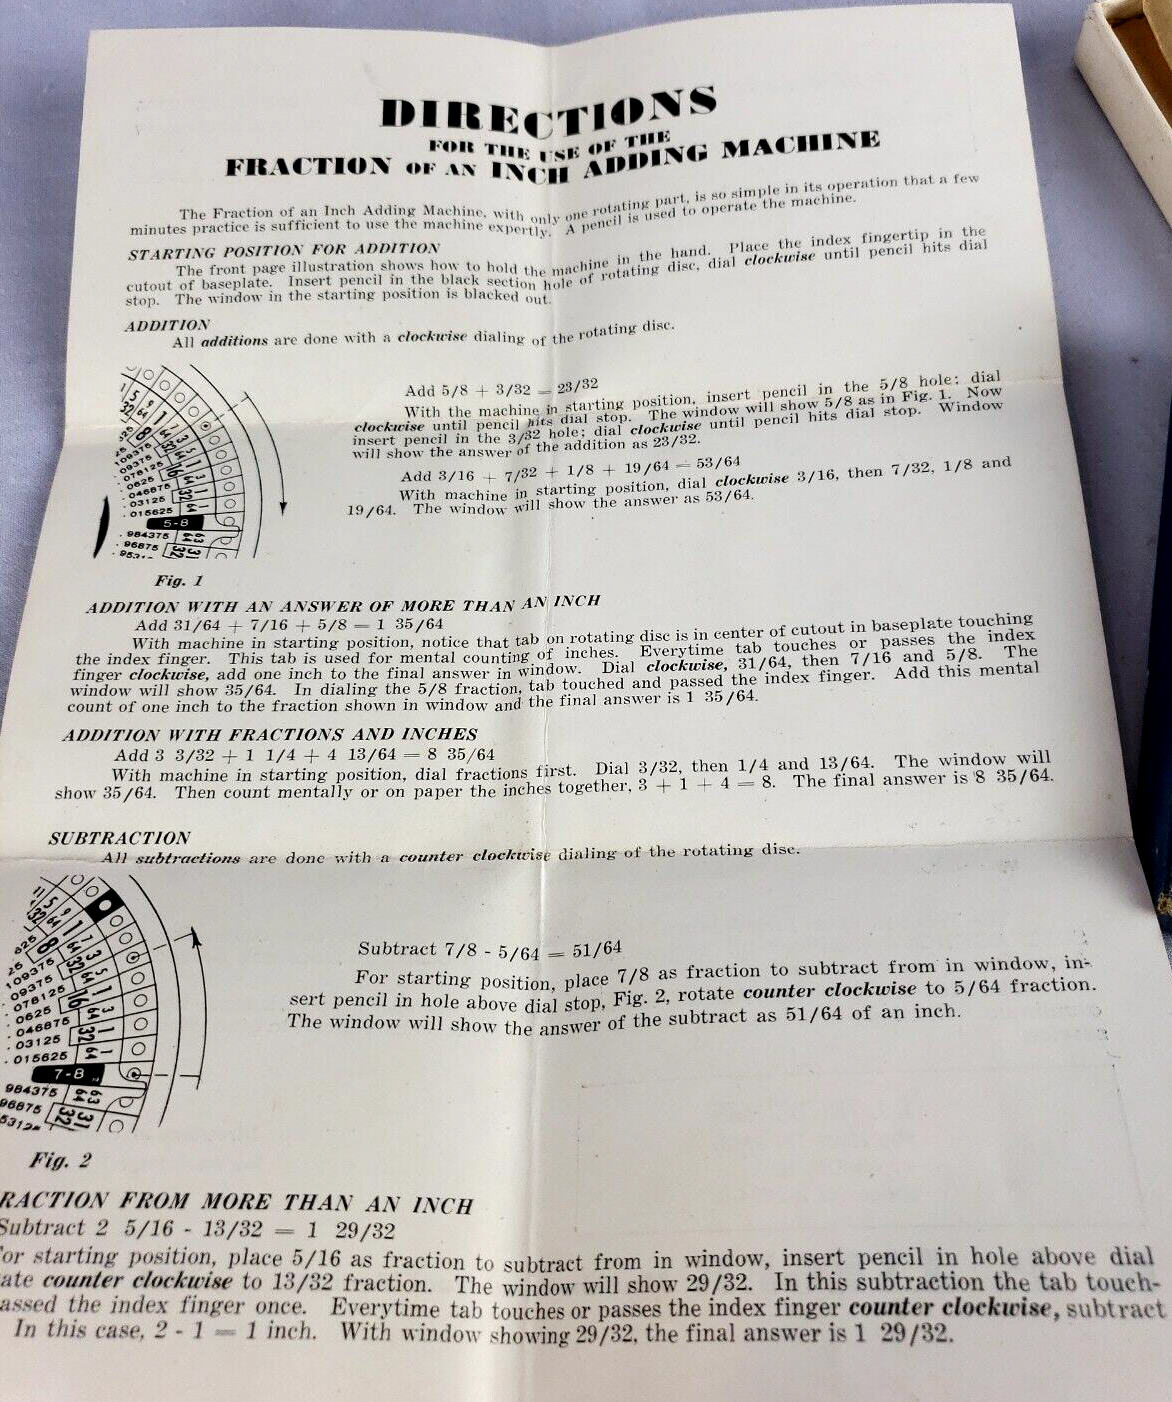 DIRECTIONS
FOR THE USE OF THE
FRACTION OF AN INCH ADDING MACHINE
The Fraction of an Inch Adding Machine, with only one rotating part, is so simple in its operation that a few
minutes practice is sufficient to use the machine expertly. A pencil is used to operate the machine.
STARTING POSITION FOR ADDITION
The front page illustration shows how to hold the machine in the hand. Place the index fingertip in the
cutout of baseplate. Insert pencil in the black section hole of rotating disc, dial clockwise until pencil hits dial
stop. The window in the starting position is blacked out.
ADDITION
All additions are done with a clockwise dialing of the rotating disc.
Add 5/8 + 3/32 = 23/32
With the machine in starting position, insert pencil in the 5/8 hole: dial
clockwise until pencil hits dial stop. The window will show 5/8 as in Fig. 1. Now
insert pencil in the 3/32 hole; dial clockwise until pencil hits dial stop. Window
will show the answer of the addition as 23/32.
Add 3/16 + 7/32 + 1/8 + 19/64 = 53/64
With machine in starting position, dial clockwise 3/16, then 7/32, 1/8 and
19/64. The window will show the answer as 53/64.
109375
09375
.078125
.0625
.046875
.03125
.015625
5-8
.984375
.96875
Fig. 1
ADDITION WITH AN ANSWER OF MORE THAN AN INCH
Add 31/64 + 7/16 + 5/8 = 1 35/64
With machine in starting position, notice that tab on rotating disc is in center of cutout in baseplate touching
the index finger. This tab is used for mental counting of inches. Everytime tab touches or passes the index
finger clockwise, add one inch to the final answer in window. Dial clockwise, 31/64, then 7/16 and 5/8. The
window will show 35/64. In dialing the 5/8 fraction, tab touched and passed the index finger. Add this mental
count of one inch to the fraction shown in window and the final answer is 1 35/64.
ADDITION WITH FRACTIONS AND INCHES
Add 3 3/32 + 1 1/4 + 4 13/64 = 8 35/64
With machine in starting position, dial fractions first. Dial 3/32, then 1/4 and 13/64. The window will
show 35/64. Then count mentally or on paper the inches together, 3 + 1 + 4 = 8. The final answer is 8 35/64.
SUBTRACTION
All subtractions are done with a counter clockwise dialing of the rotating disc.
Subtract 7/8 - 5/64 = 51/64
For starting position, place 7/8 as fraction to subtract from in window, in-
sert pencil in hole above dial stop, Fig. 2, rotate counter clockwise to 5/64 fraction.
The window will show the answer of the subtract as 51/64 of an inch.
109375
.09375
.078125
.0625
.046875
.03125
.015625
7-8
984375
96875
Fig. 2
RACTION FROM MORE THAN AN INCH
Subtract 2 5/16 - 13/32 = 1 29/32
or starting position, place 5/16 as fraction to subtract from in window, insert pencil in hole above dial
ate counter clockwise to 13/32 fraction. The window will show 29/32. In this subtraction the tab touch-
assed the index finger once. Everytime tab touches or passes the index finger counter clockwise, subtract
In this case, 2 - 1 = 1 inch. With window showing 29/32, the final answer is 1 29/32.